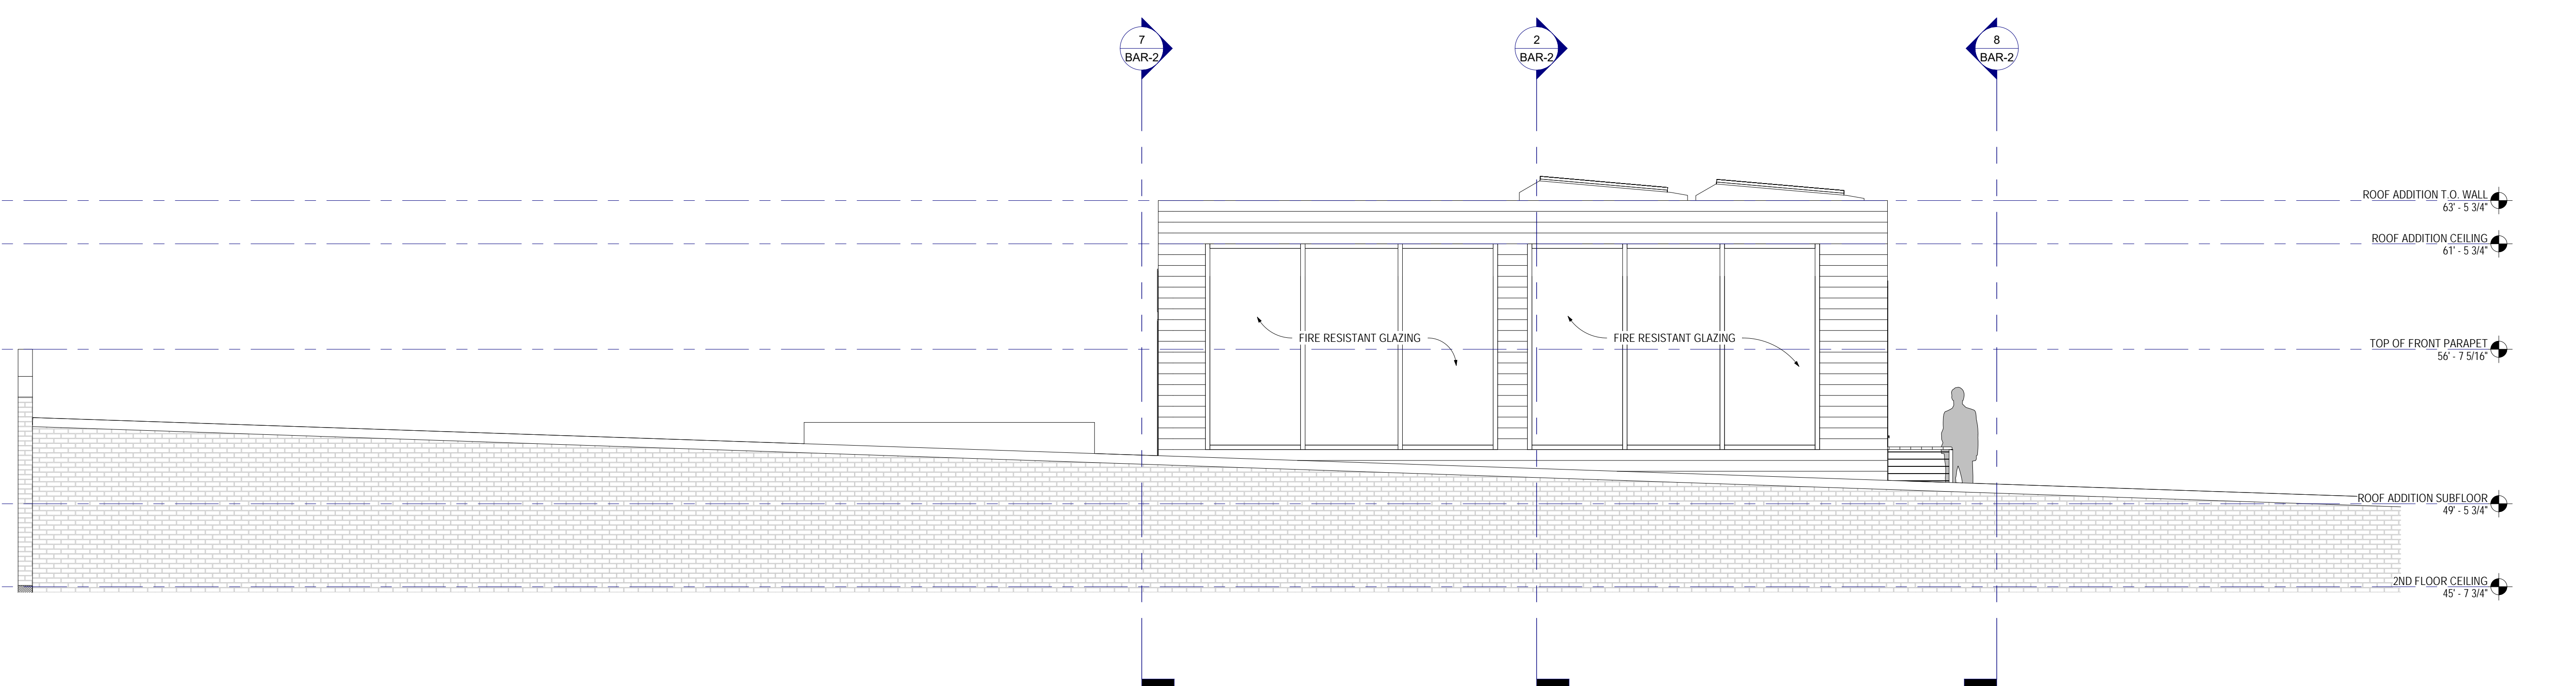 7
BAR-2
2
BAR-2
8
BAR-2
ROOF ADDITION T.O. WALL
63' - 5 3/4"
ROOF ADDITION CEILING
61' - 5 3/4"
FIRE RESISTANT GLAZING
FIRE RESISTANT GLAZING
TOP OF FRONT PARAPET
56' - 7 5/16"
ROOF ADDITION SUBFLOOR
49' - 5 3/4"
2ND FLOOR CEILING
45' - 7 3/4"